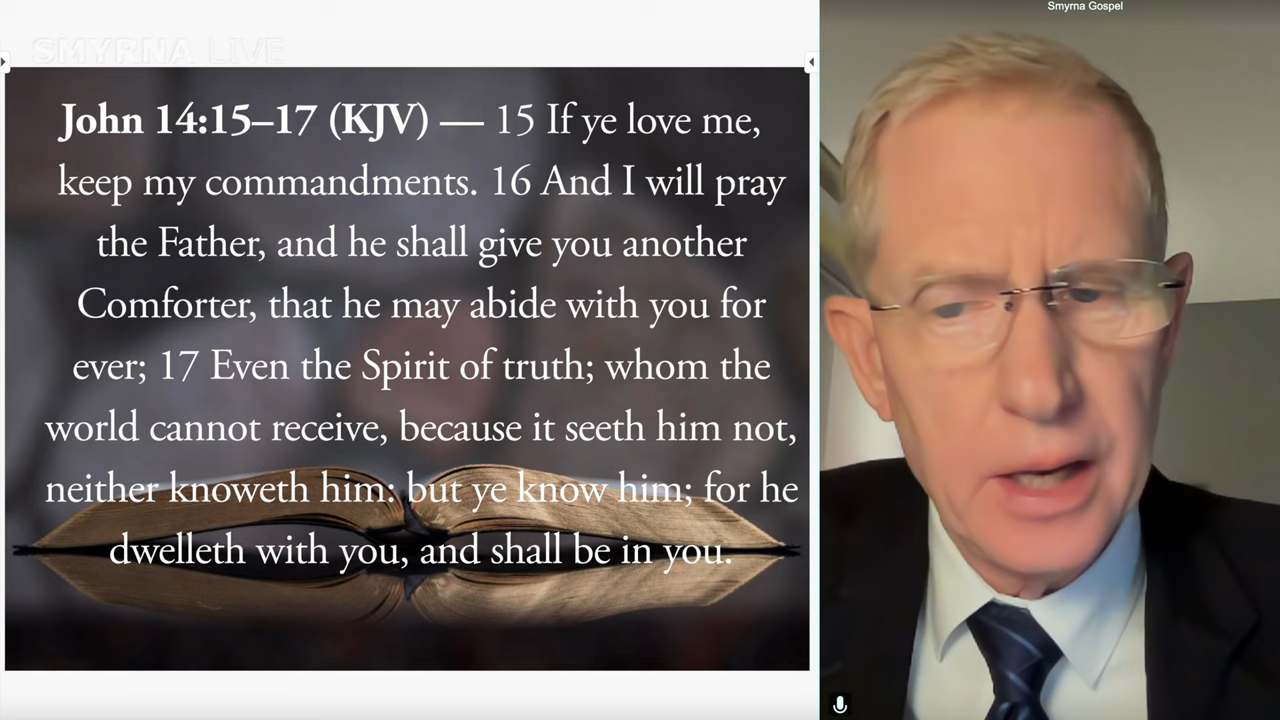 SMYRNA LIVE
Smyrna Gospel
John 14:15–17 (KJV) — 15 If ye love me,
keep my commandments. 16 And I will pray
the Father, and he shall give you another
Comforter, that he may abide with you for
ever; 17 Even the Spirit of truth; whom the
world cannot receive, because it seeth him not,
neither knoweth him: but ye know him; for he
dwelleth with you, and shall be in you.